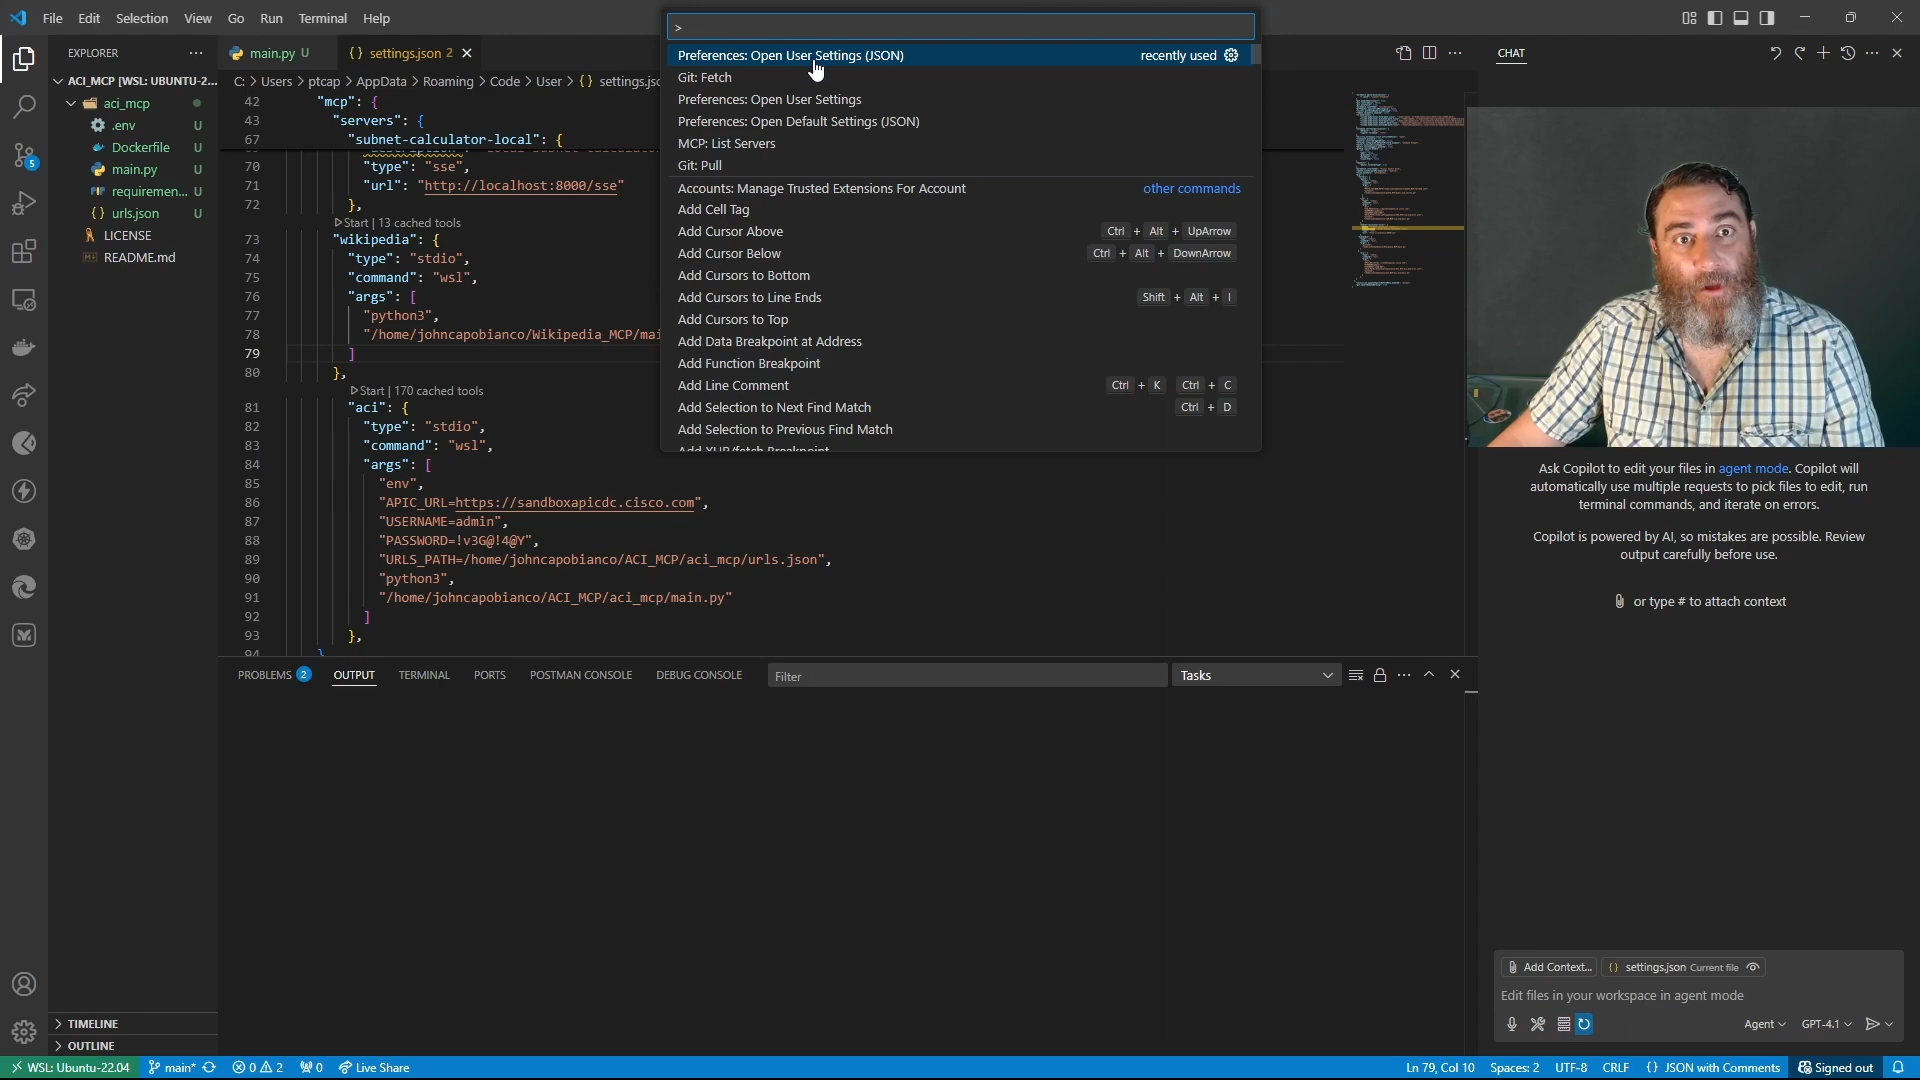 File Edit Selection View Go Run Terminal Help
>
EXPLORER
main.py U
settings.json 2
CHAT
ACI_MCP [WSL: UBUNTU-2...
aci_mcp
.env U
Dockerfile U
main.py U
requiremen... U
urls.json U
LICENSE
README.md
TIMELINE
OUTLINE
C: > Users > ptcap > AppData > Roaming > Code > User > {} settings.jso
42 "mcp": {
43 "servers": {
67 "subnet-calculator-local": {
70 "type": "sse",
71 "url": "http://localhost:8000/sse"
72 },
Start | 13 cached tools
73 "wikipedia": {
74 "type": "stdio",
75 "command": "wsl",
76 "args": [
77 "python3",
78 "/home/johncapobianco/Wikipedia_MCP/mai
79 ]
80 },
Start | 170 cached tools
81 "aci": {
82 "type": "stdio",
83 "command": "wsl",
84 "args": [
85 "env",
86 "APIC_URL=https://sandboxapicdc.cisco.com",
87 "USERNAME=admin",
88 "PASSWORD=!v3G@!4@Y",
89 "URLS_PATH=/home/johncapobianco/ACI_MCP/aci_mcp/urls.json",
90 "python3",
91 "/home/johncapobianco/ACI_MCP/aci_mcp/main.py"
92 ]
93 },
94 }
Preferences: Open User Settings (JSON) recently used
Git: Fetch
Preferences: Open User Settings
Preferences: Open Default Settings (JSON)
MCP: List Servers
Git: Pull
Accounts: Manage Trusted Extensions For Account other commands
Add Cell Tag
Add Cursor Above Ctrl + Alt + UpArrow
Add Cursor Below Ctrl + Alt + DownArrow
Add Cursors to Bottom
Add Cursors to Line Ends Shift + Alt + I
Add Cursors to Top
Add Data Breakpoint at Address
Add Function Breakpoint
Add Line Comment Ctrl + K Ctrl + C
Add Selection to Next Find Match Ctrl + D
Add Selection to Previous Find Match
Add XHR/fetch Breakpoint
PROBLEMS 2 OUTPUT TERMINAL PORTS POSTMAN CONSOLE DEBUG CONSOLE Filter Tasks
Ask Copilot to edit your files in agent mode. Copilot will
automatically use multiple requests to pick files to edit, run
terminal commands, and iterate on errors.
Copilot is powered by AI, so mistakes are possible. Review
output carefully before use.
or type # to attach context
Add Context... {} settings.json Current file
Edit files in your workspace in agent mode
Agent GPT-4.1
5
WSL: Ubuntu-22.04 main* 0 2 0 Live Share Ln 79, Col 10 Spaces: 2 UTF-8 CRLF {} JSON with Comments Signed out